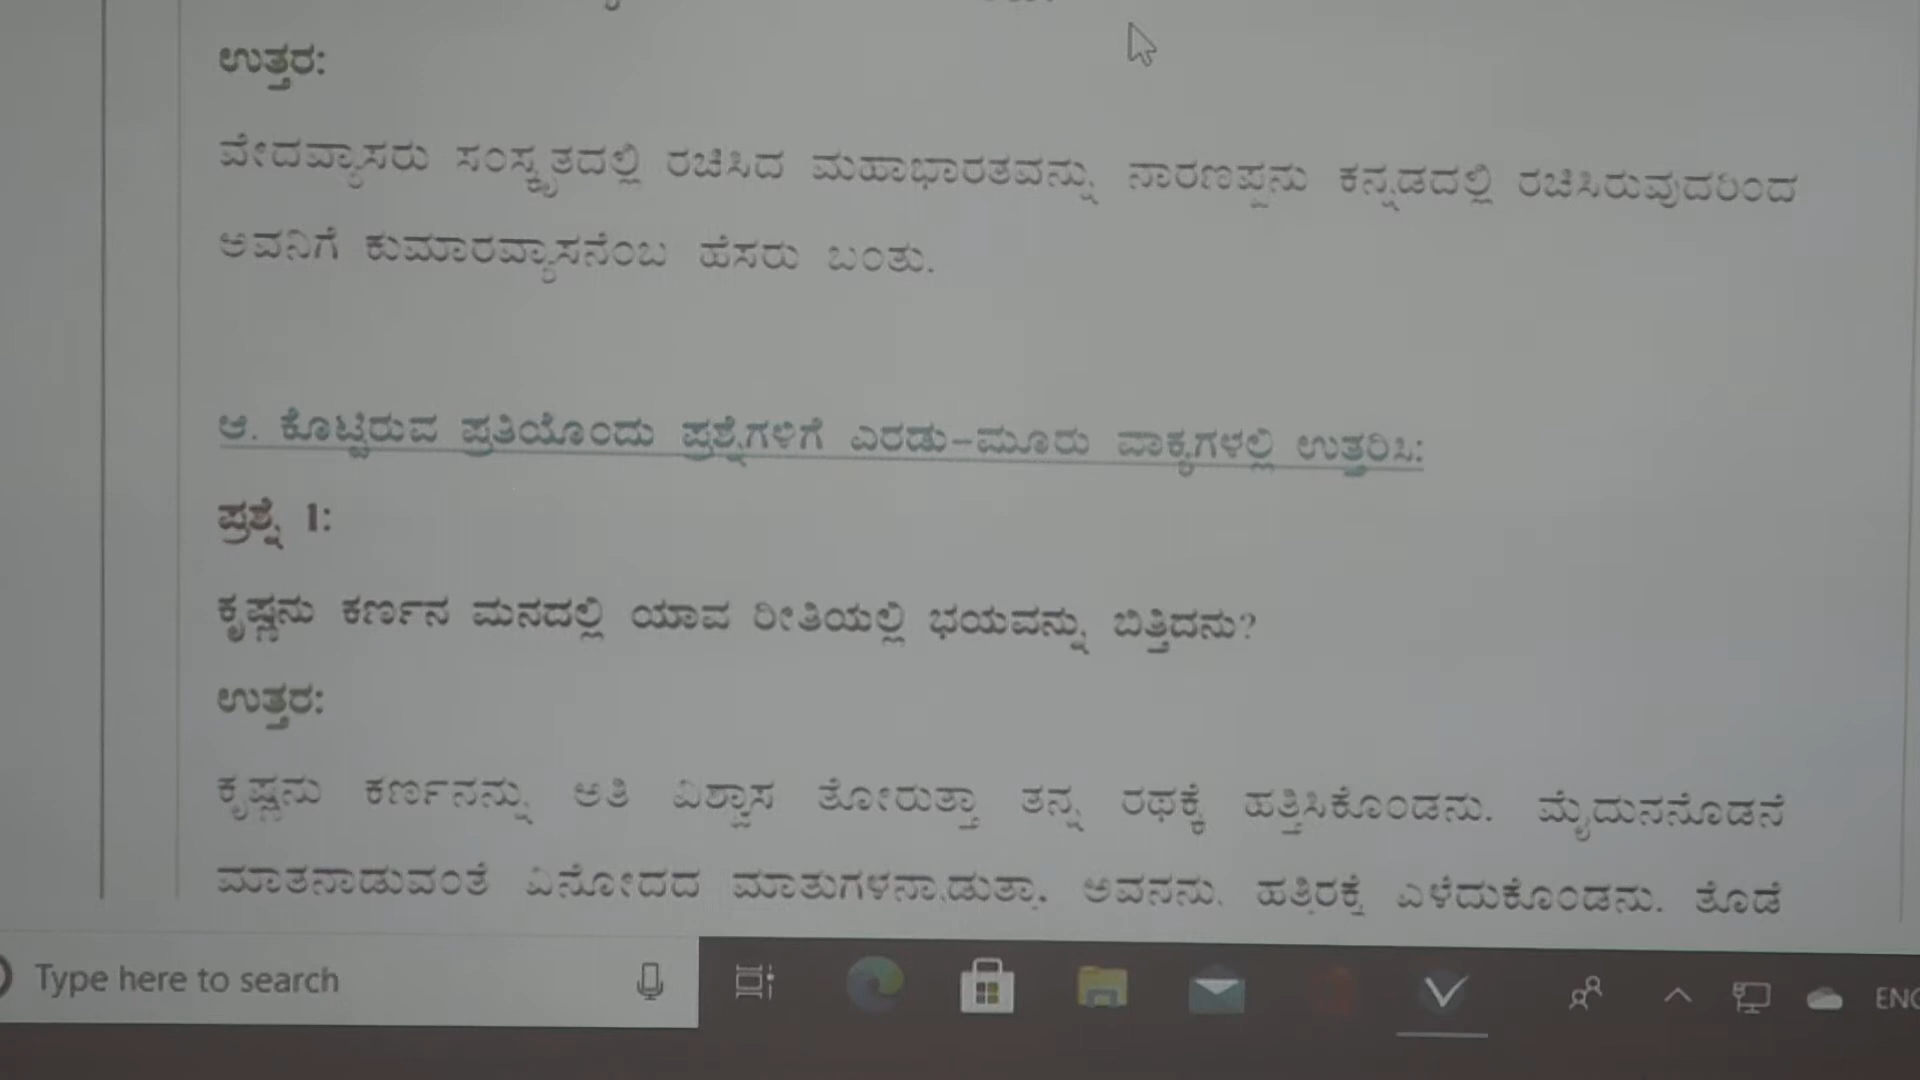 ಉತ್ತರ:
ವೇದವ್ಯಾಸರು ಸಂಸ್ಕೃತದಲ್ಲಿ ರಚಿಸಿದ ಮಹಾಭಾರತವನ್ನು ನಾರಣಪ್ಪನು ಕನ್ನಡದಲ್ಲಿ ರಚಿಸಿರುವುದರಿಂದ
ಅವನಿಗೆ ಕುಮಾರವ್ಯಾಸನೆಂಬ ಹೆಸರು ಬಂತು.
ಆ. ಕೊಟ್ಟಿರುವ ಪ್ರತಿಯೊಂದು ಪ್ರಶ್ನೆಗಳಿಗೆ ಎರಡು-ಮೂರು ವಾಕ್ಯಗಳಲ್ಲಿ ಉತ್ತರಿಸಿ:
ಪ್ರಶ್ನೆ 1:
ಕೃಷ್ಣನು ಕರ್ಣನ ಮನದಲ್ಲಿ ಯಾವ ರೀತಿಯಲ್ಲಿ ಭಯವನ್ನು ಬಿತ್ತಿದನು?
ಉತ್ತರ:
ಕೃಷ್ಣನು ಕರ್ಣನನ್ನು ಅತಿ ವಿಶ್ವಾಸ ತೋರುತ್ತಾ ತನ್ನ ರಥಕ್ಕೆ ಹತ್ತಿಸಿಕೊಂಡನು. ಮೈದುನನೊಡನೆ
ಮಾತನಾಡುವಂತೆ ವಿನೋದದ ಮಾತುಗಳನ್ನಾಡುತ್ತಾ, ಅವನನ್ನು ಹತ್ತಿರಕ್ಕೆ ಎಳೆದುಕೊಂಡನು. ತೊಡೆ
Type here to search
ENG